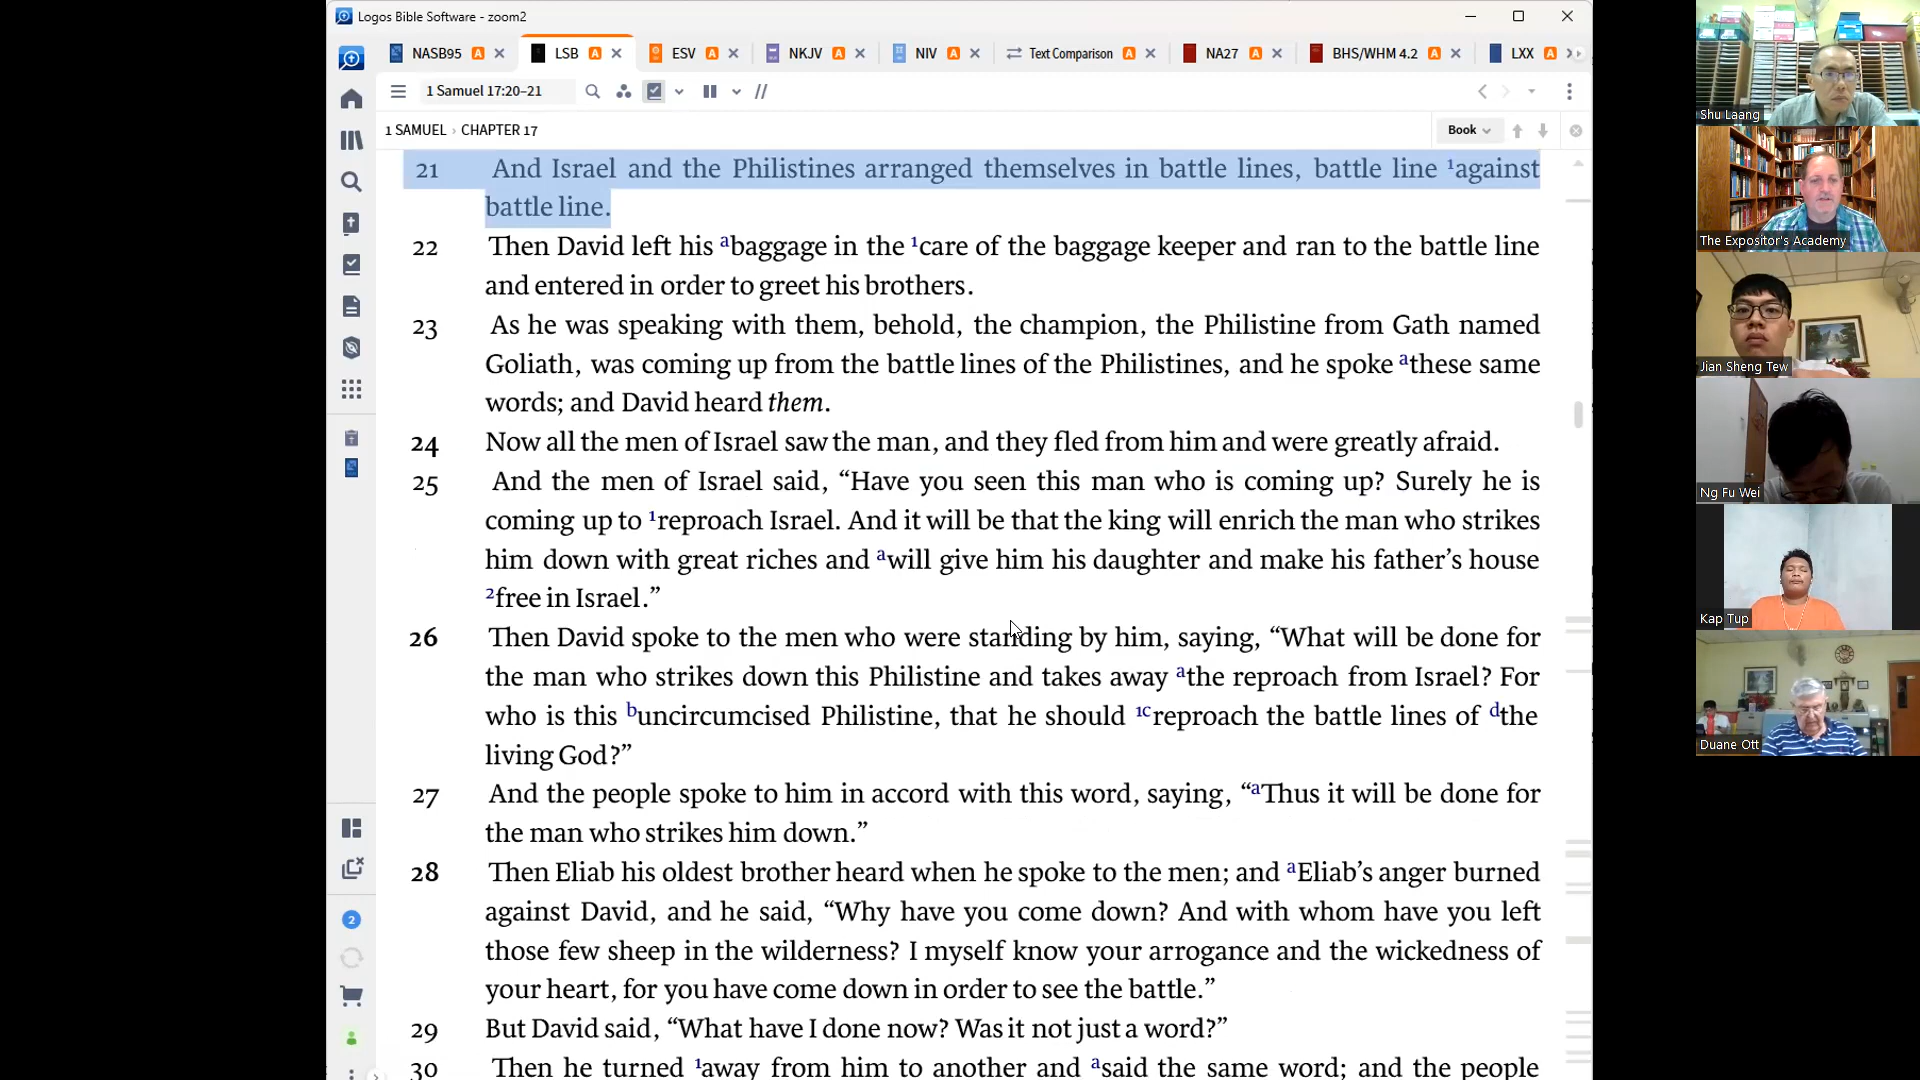 Logos Bible Software - zoom2
NASB95 A LSB A ESV A NKJV A NIV A Text Comparison A NA27 A BHS/WHM 4.2 A LXX A
1 Samuel 17:20–21
1 SAMUEL › CHAPTER 17
Book
21 And Israel and the Philistines arranged themselves in battle lines, battle line 1against
battle line.
22 Then David left his abaggage in the 1care of the baggage keeper and ran to the battle line
and entered in order to greet his brothers.
23 As he was speaking with them, behold, the champion, the Philistine from Gath named
Goliath, was coming up from the battle lines of the Philistines, and he spoke athese same
words; and David heard them.
24 Now all the men of Israel saw the man, and they fled from him and were greatly afraid.
25 And the men of Israel said, “Have you seen this man who is coming up? Surely he is
coming up to 1reproach Israel. And it will be that the king will enrich the man who strikes
him down with great riches and awill give him his daughter and make his father’s house
2free in Israel.”
26 Then David spoke to the men who were standing by him, saying, “What will be done for
the man who strikes down this Philistine and takes away athe reproach from Israel? For
who is this buncircumcised Philistine, that he should 1creproach the battle lines of dthe
living God?”
27 And the people spoke to him in accord with this word, saying, “aThus it will be done for
the man who strikes him down.”
28 Then Eliab his oldest brother heard when he spoke to the men; and aEliab’s anger burned
against David, and he said, “Why have you come down? And with whom have you left
those few sheep in the wilderness? I myself know your arrogance and the wickedness of
your heart, for you have come down in order to see the battle.”
29 But David said, “What have I done now? Was it not just a word?”
30 Then he turned 1away from him to another and asaid the same word; and the people
2
Shu Laang
The Expositor's Academy
Jian Sheng Tew
Ng Fu Wei
Kap Tup
Duane Ott